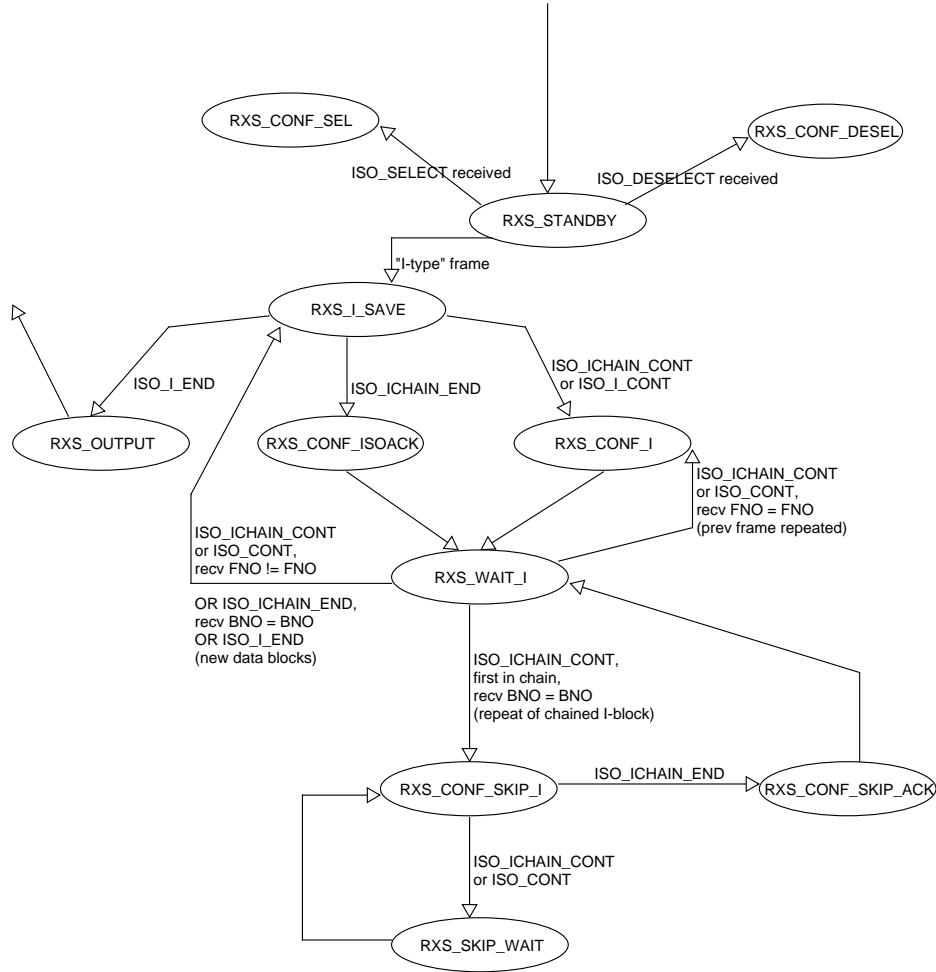 RXS_CONF_SEL
RXS_CONF_DESEL
ISO_SELECT received
ISO_DESELECT received
RXS_STANDBY
"I-type" frame
RXS_I_SAVE
ISO_I_END
ISO_ICHAIN_END
ISO_ICHAIN_CONT
or ISO_I_CONT
RXS_OUTPUT
RXS_CONF_ISOACK
RXS_CONF_I
ISO_ICHAIN_CONT
or ISO_CONT,
recv FNO = FNO
(prev frame repeated)
ISO_ICHAIN_CONT
or ISO_CONT,
recv FNO != FNO
OR ISO_ICHAIN_END,
recv BNO = BNO
OR ISO_I_END
(new data blocks)
RXS_WAIT_I
ISO_ICHAIN_CONT,
first in chain,
recv BNO = BNO
(repeat of chained I-block)
RXS_CONF_SKIP_I
ISO_ICHAIN_END
RXS_CONF_SKIP_ACK
ISO_ICHAIN_CONT
or ISO_CONT
RXS_SKIP_WAIT